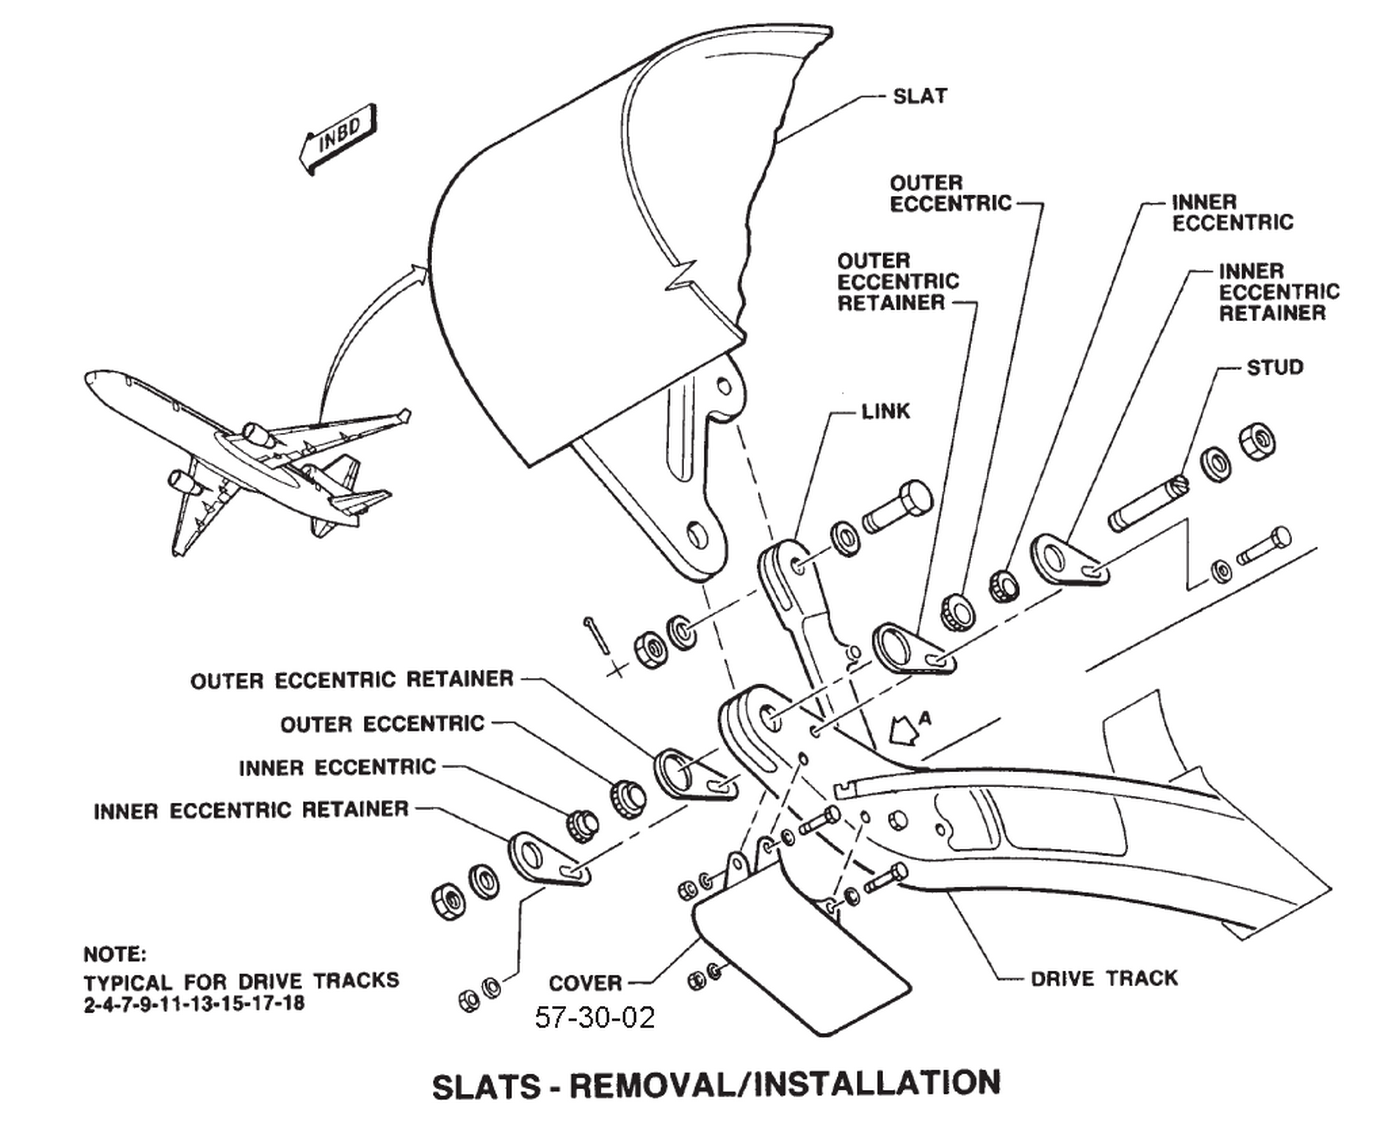 SLAT
INBD
OUTER
ECCENTRIC
INNER
ECCENTRIC
OUTER
ECCENTRIC
RETAINER
INNER
ECCENTRIC
RETAINER
STUD
LINK
OUTER ECCENTRIC RETAINER
OUTER ECCENTRIC
INNER ECCENTRIC
INNER ECCENTRIC RETAINER
A
NOTE:
TYPICAL FOR DRIVE TRACKS
2-4-7-9-11-13-15-17-18
COVER
57-30-02
DRIVE TRACK
SLATS - REMOVAL/INSTALLATION